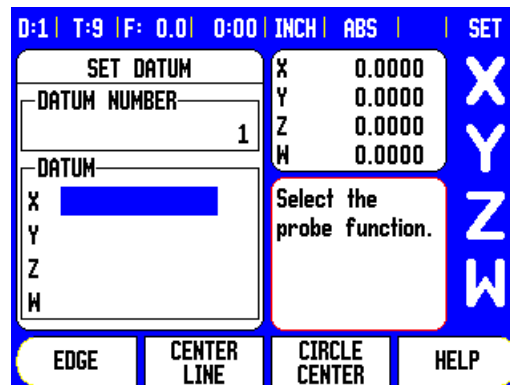 D:1 | T:9 | F: 0.0 | 0:00 | INCH | ABS | | SET
SET DATUM
DATUM NUMBER
1
DATUM
X
Y
Z
W
X 0.0000
Y 0.0000
Z 0.0000
W 0.0000
Select the
probe function.
X
Y
Z
W
EDGE
CENTER
LINE
CIRCLE
CENTER
HELP